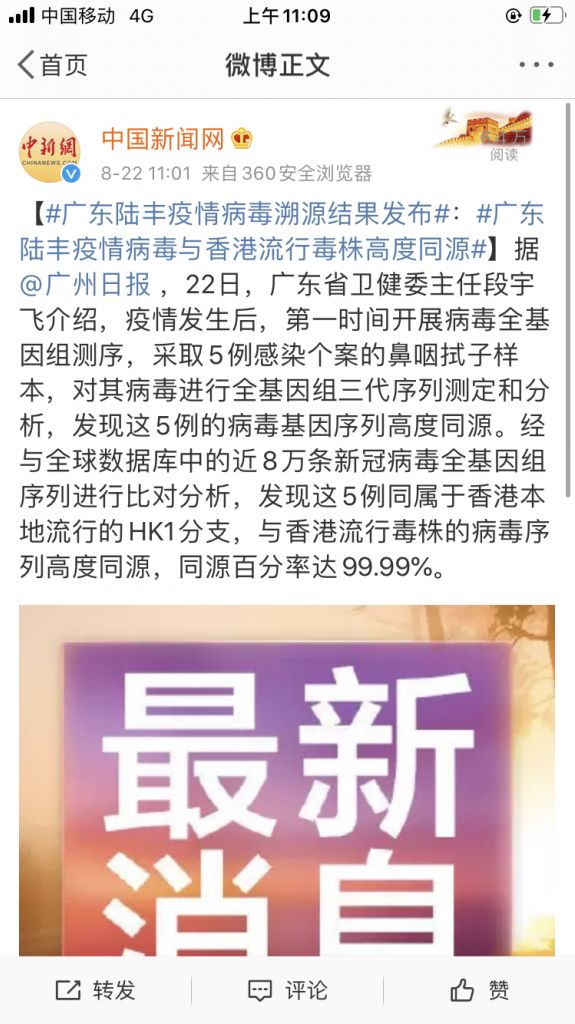 中国移动 4G 上午11:09
首页 微博正文
中新網
CHINANEWS.COM
中国新闻网
8-22 11:01 来自360安全浏览器
万
阅读
【#广东陆丰疫情病毒溯源结果发布#：#广东
陆丰疫情病毒与香港流行毒株高度同源#】据
@广州日报 ，22日，广东省卫健委主任段宇
飞介绍，疫情发生后，第一时间开展病毒全基
因组测序，采取5例感染个案的鼻咽拭子样
本，对其病毒进行全基因组三代序列测定和分
析，发现这5例的病毒基因序列高度同源。经
与全球数据库中的近8万条新冠病毒全基因组
序列进行比对分析，发现这5例同属于香港本
地流行的HK1分支，与香港流行毒株的病毒序
列高度同源，同源百分率达99.99%。
最新
消息
转发 评论 赞